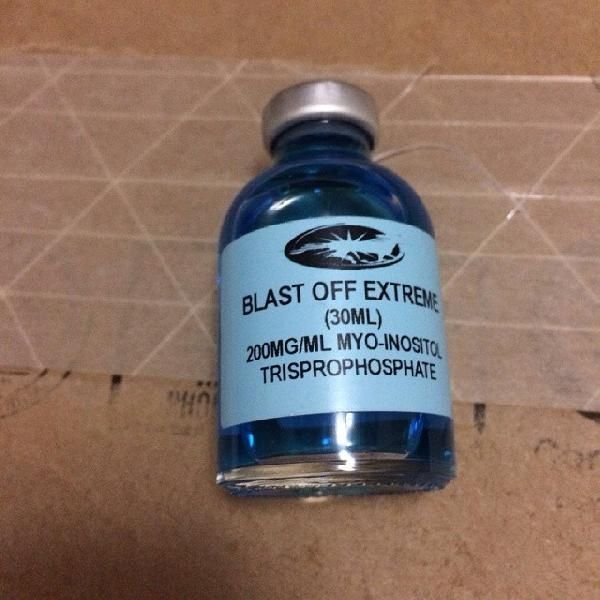 BLAST OFF EXTREME
(30ML)
200MG/ML MYO-INOSITOL
TRISPROPHOSPHATE